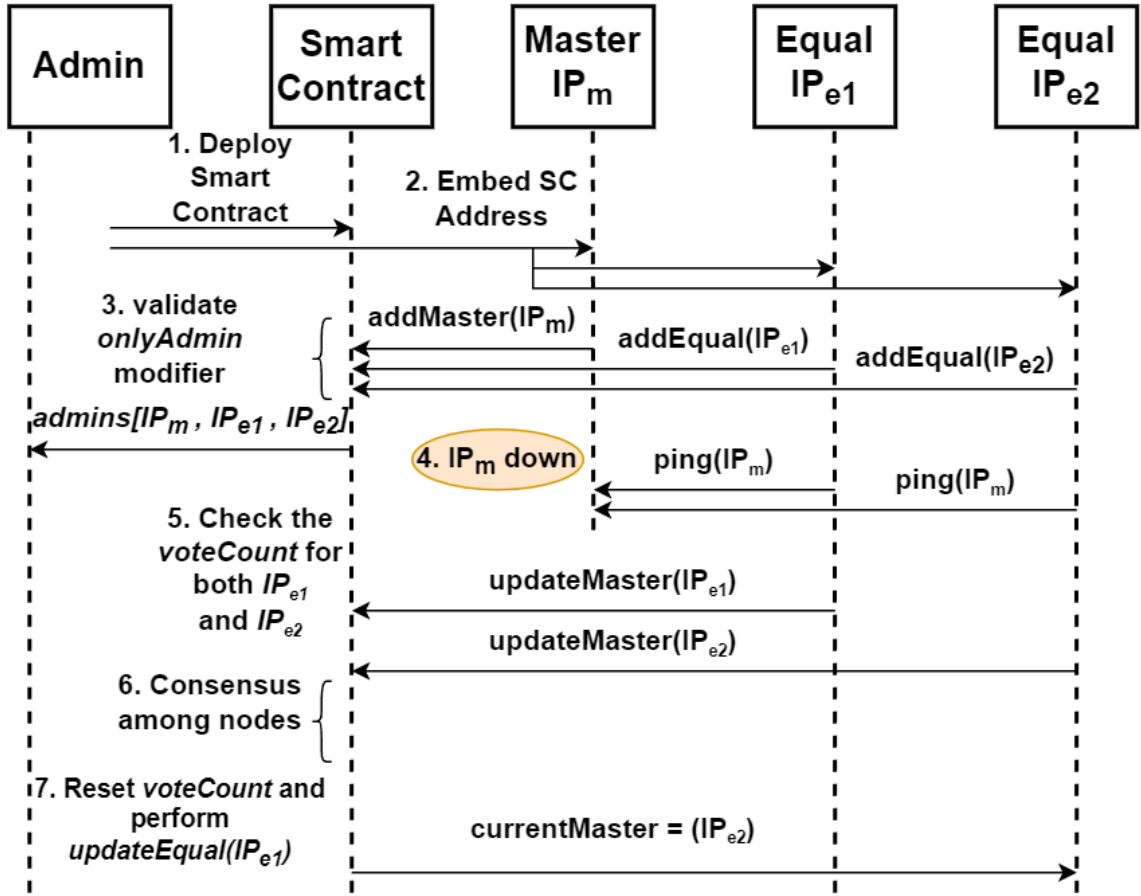 Admin
Smart
Contract
Master
IPm
Equal
IPe1
Equal
IPe2
1. Deploy
Smart
Contract
2. Embed SC
Address
3. validate
onlyAdmin
modifier
addMaster(IPm)
addEqual(IPe1)
addEqual(IPe2)
admins[IPm , IPe1 , IPe2]
4. IPm down
ping(IPm)
ping(IPm)
5. Check the
voteCount for
both IPe1
and IPe2
updateMaster(IPe1)
updateMaster(IPe2)
6. Consensus
among nodes
7. Reset voteCount and
perform
updateEqual(IPe1)
currentMaster = (IPe2)